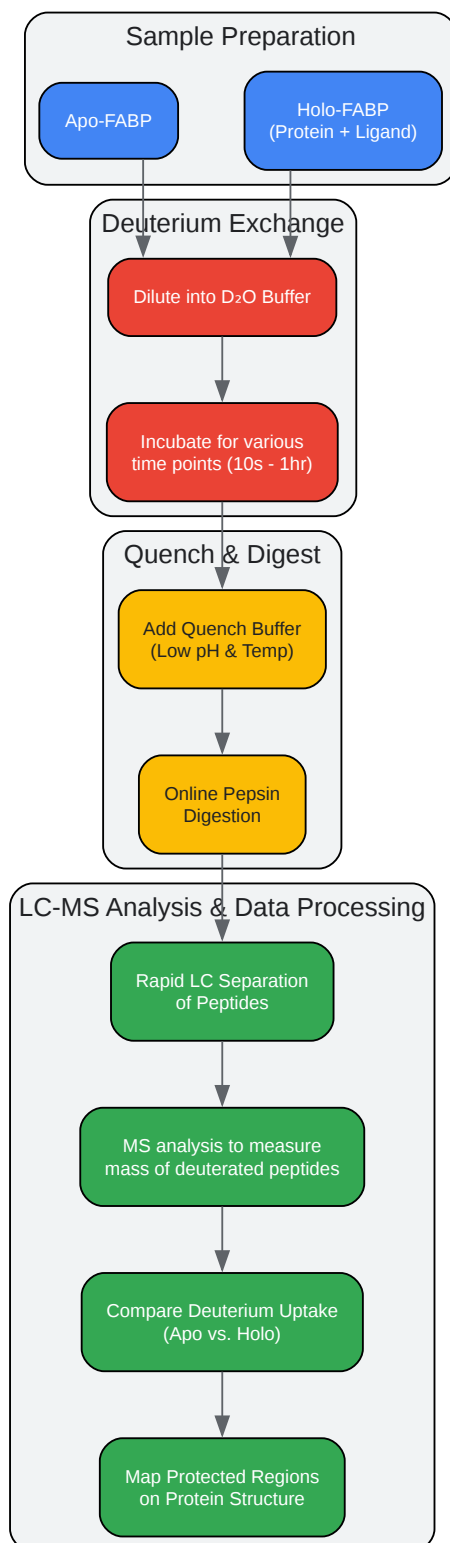 Sample Preparation
Apo-FABP
Holo-FABP
(Protein + Ligand)
Deuterium Exchange
Dilute into D₂O Buffer
Incubate for various
time points (10s - 1hr)
Quench & Digest
Add Quench Buffer
(Low pH & Temp)
Online Pepsin
Digestion
LC-MS Analysis & Data Processing
Rapid LC Separation
of Peptides
MS analysis to measure
mass of deuterated peptides
Compare Deuterium Uptake
(Apo vs. Holo)
Map Protected Regions
on Protein Structure